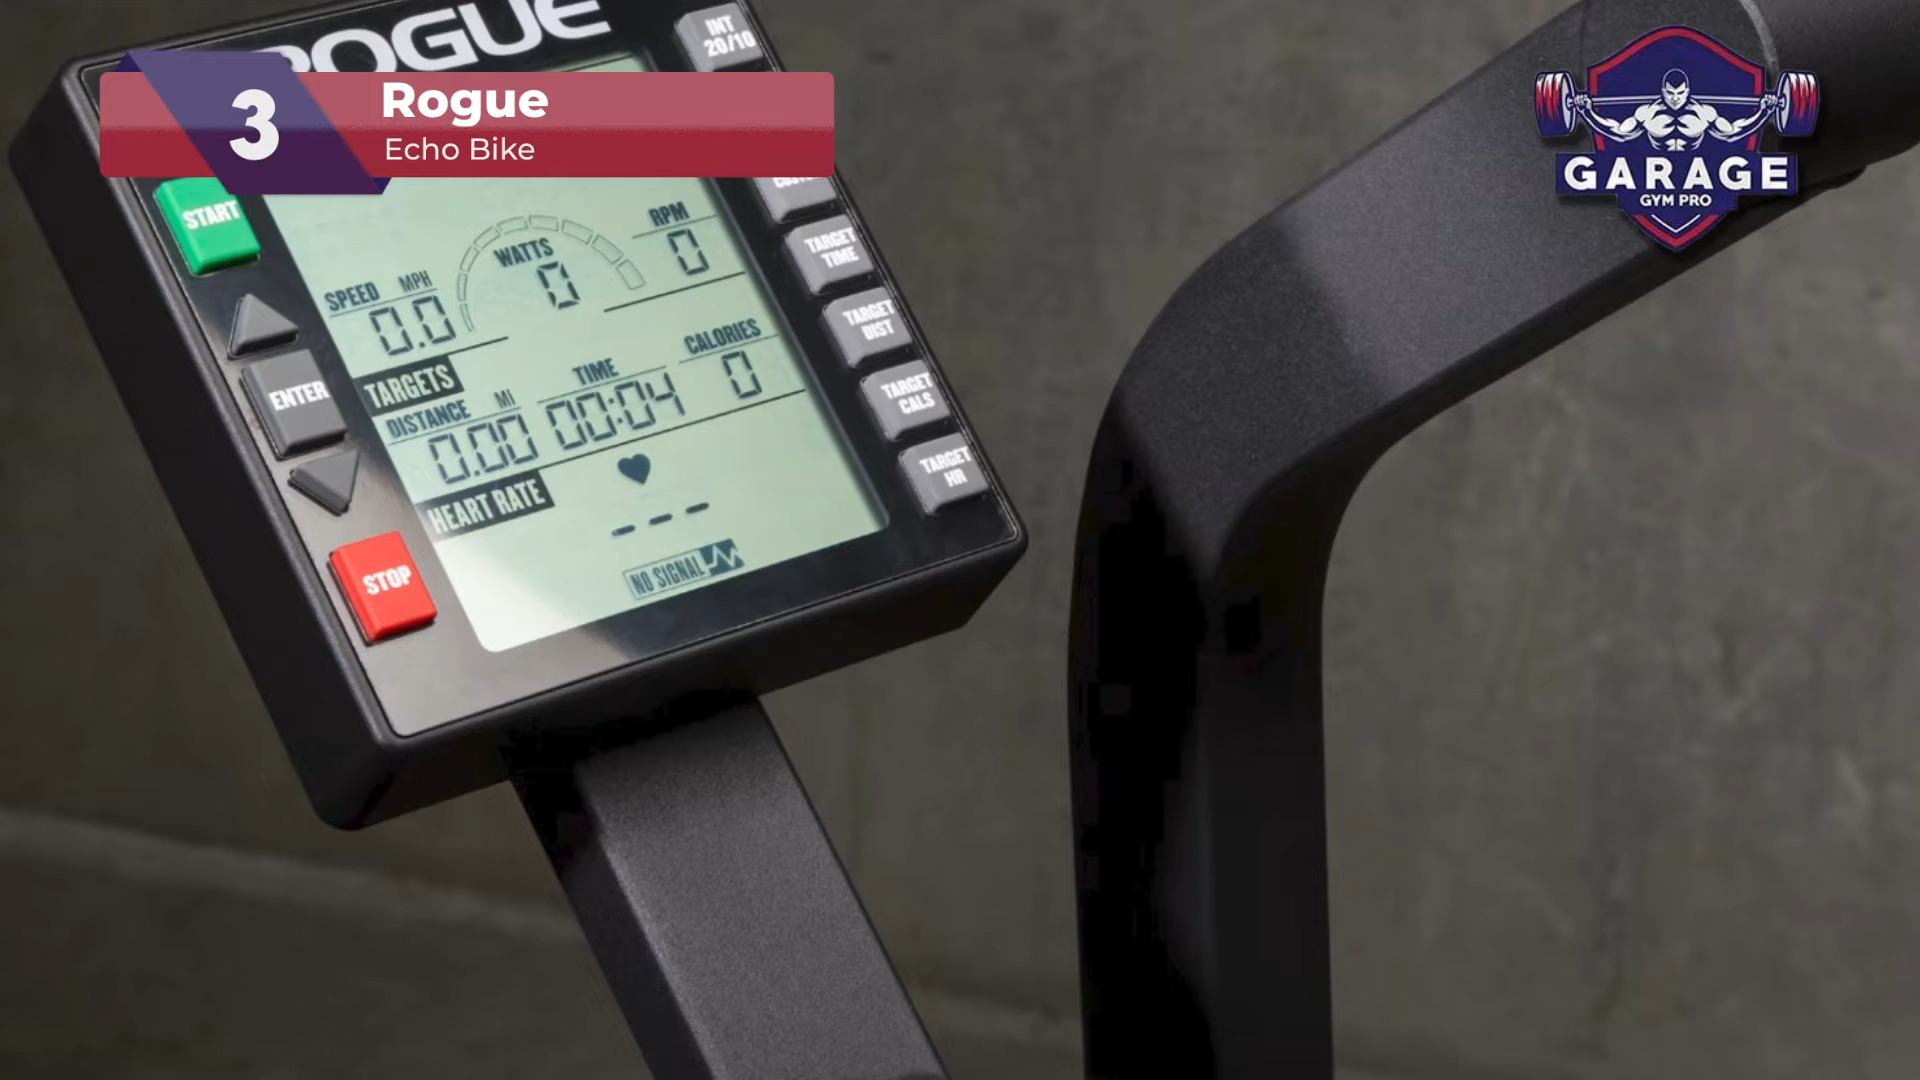 ROGUE
INT
20/10
3
Rogue
Echo Bike
GARAGE
GYM PRO
START
SPEED MPH
0.0
WATTS
0
RPM
0
TARGET
TIME
TARGET
DIST
ENTER
TARGETS
DISTANCE MI
0.00
TIME
00:04
CALORIES
0
TARGET
CALS
TARGET
HR
HEART RATE
---
NO SIGNAL
STOP